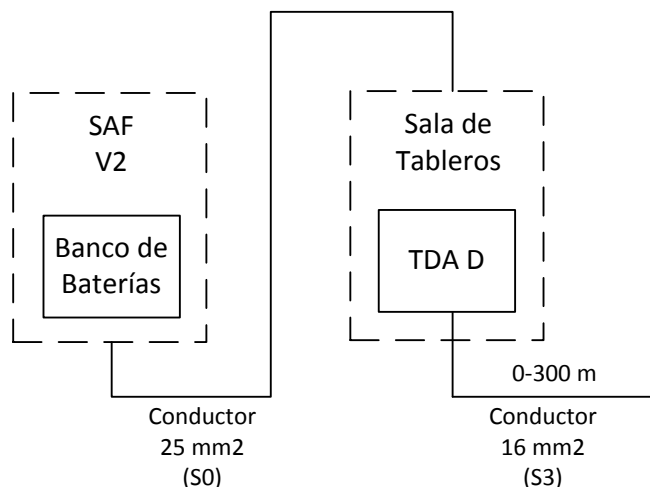 SAF
V2
Banco de
Baterías
Conductor
25 mm2
(S0)
Sala de
Tableros
TDA D
0-300 m
Conductor
16 mm2
(S3)